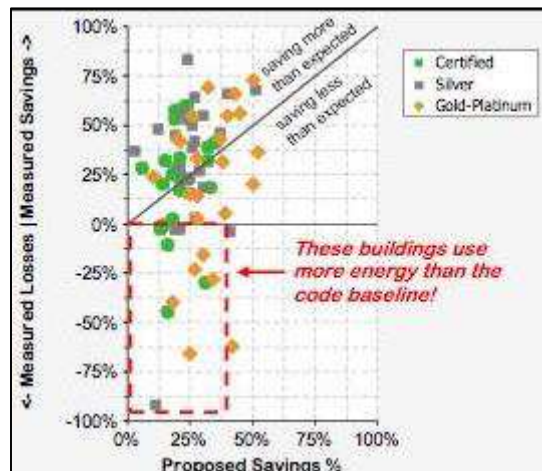 100%
75%
50%
25%
0%
-25%
-50%
-75%
-100%
<- Measured Losses | Measured Savings ->
saving more
than expected
saving less
than expected
Certified
Silver
Gold-Platinum
These buildings use
more energy than the
code baseline!
0% 25% 50% 75% 100%
Proposed Savings %